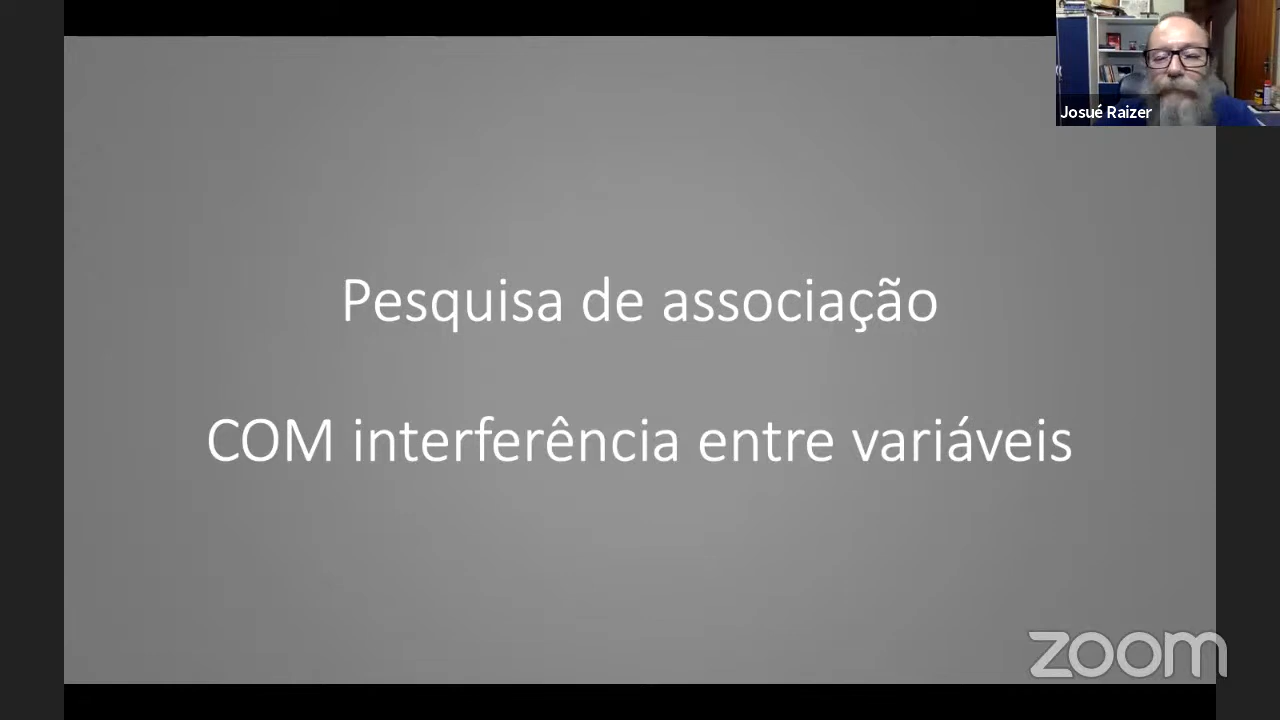 Josué Raizer
Pesquisa de associação
COM interferência entre variáveis
zoom